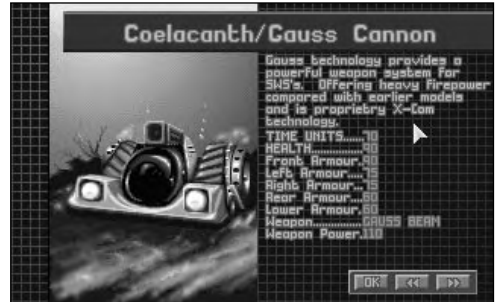 Coelacanth/Gauss Cannon
Gauss technology provides a
powerful weapon system for
SWS's. Offering heavy firepower
compared with earlier models
and is proprietry X-Com
technology.
TIME UNITS......70
HEALTH...............90
Front Armour.90
Left Armour.....75
Right Armour...75
Rear Armour....60
Lower Armour.60
Weapon...............GAUSS BEAM
Weapon Power.110
OK << >>